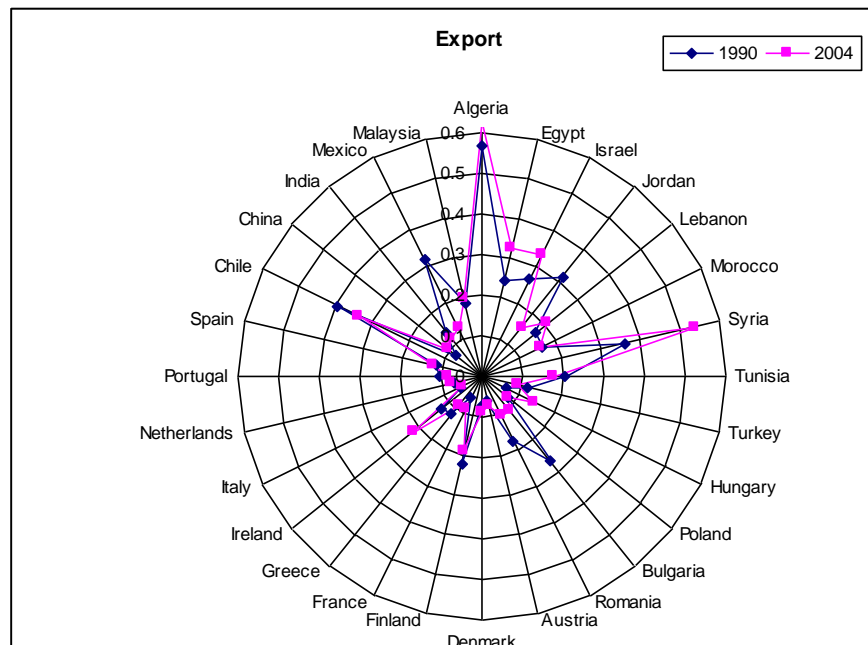 Export
1990
2004
Algeria
Egypt
Israel
Jordan
Lebanon
Morocco
Syria
Tunisia
Turkey
Hungary
Poland
Bulgaria
Romania
Austria
Denmark
Finland
France
Greece
Ireland
Italy
Netherlands
Portugal
Spain
Chile
China
India
Mexico
Malaysia
0.6
0.5
0.4
0.3
0.2
0.1
0